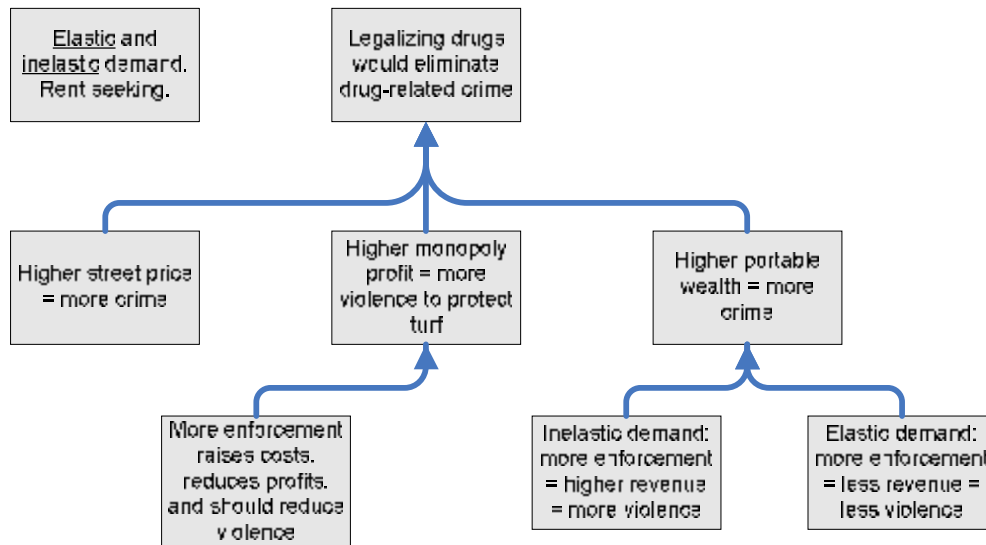 Elastic and
inelastic demand.
Rent seeking.
Legalizing drugs
would eliminate
drug-related crime
Higher street price
= more crime
Higher monopoly
profit = more
violence to protect
turf
Higher portable
wealth = more
crime
More enforcement
raises costs,
reduces profits,
and should reduce
violence
Inelastic demand:
more enforcement
= higher revenue
= more violence
Elastic demand:
more enforcement
= less revenue =
less violence